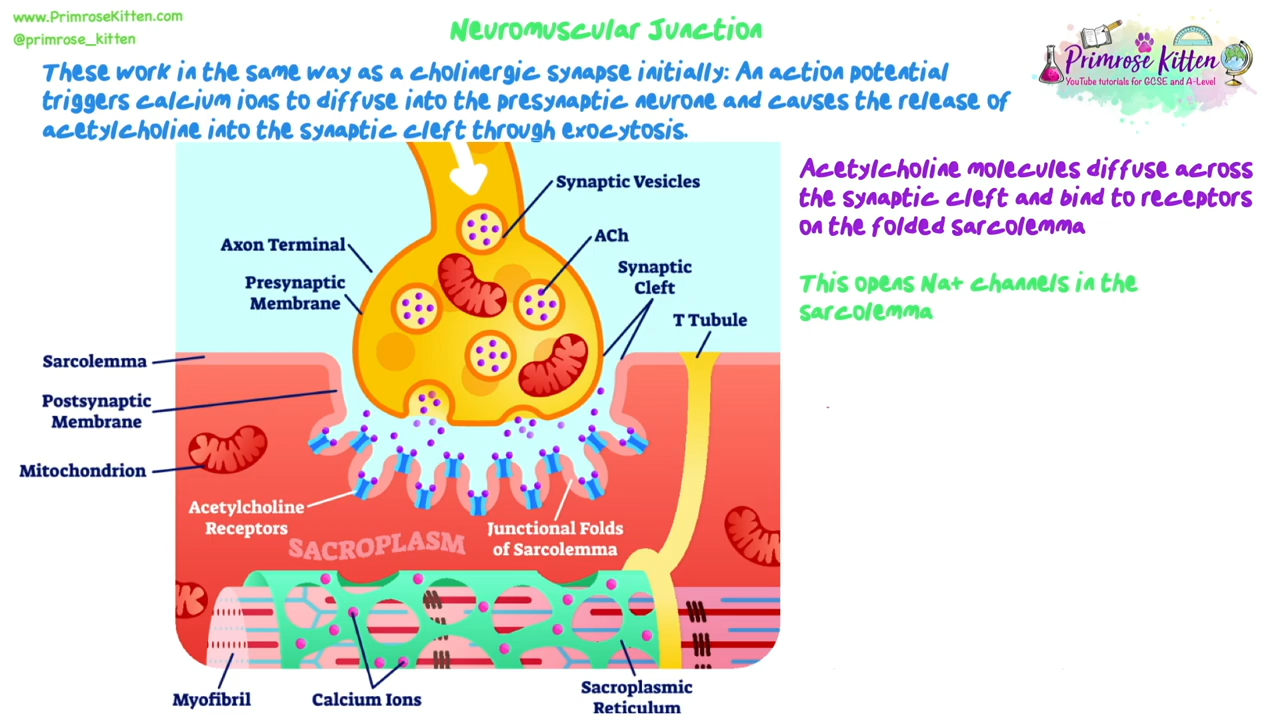 www.PrimroseKitten.com
@primrose_kitten
Neuromuscular Junction
Primrose Kitten
YouTube tutorials for GCSE and A-Level
These work in the same way as a cholinergic synapse initially: An action potential
triggers calcium ions to diffuse into the presynaptic neurone and causes the release of
acetylcholine into the synaptic cleft through exocytosis.
Acetylcholine molecules diffuse across
the synaptic cleft and bind to receptors
on the folded sarcolemma
This opens Na+ channels in the
sarcolemma
Synaptic Vesicles
Axon Terminal
ACh
Presynaptic
Membrane
Synaptic
Cleft
T Tubule
Sarcolemma
Postsynaptic
Membrane
Mitochondrion
Acetylcholine
Receptors
Junctional Folds
of Sarcolemma
SACROPLASM
Myofibril
Calcium Ions
Sacroplasmic
Reticulum